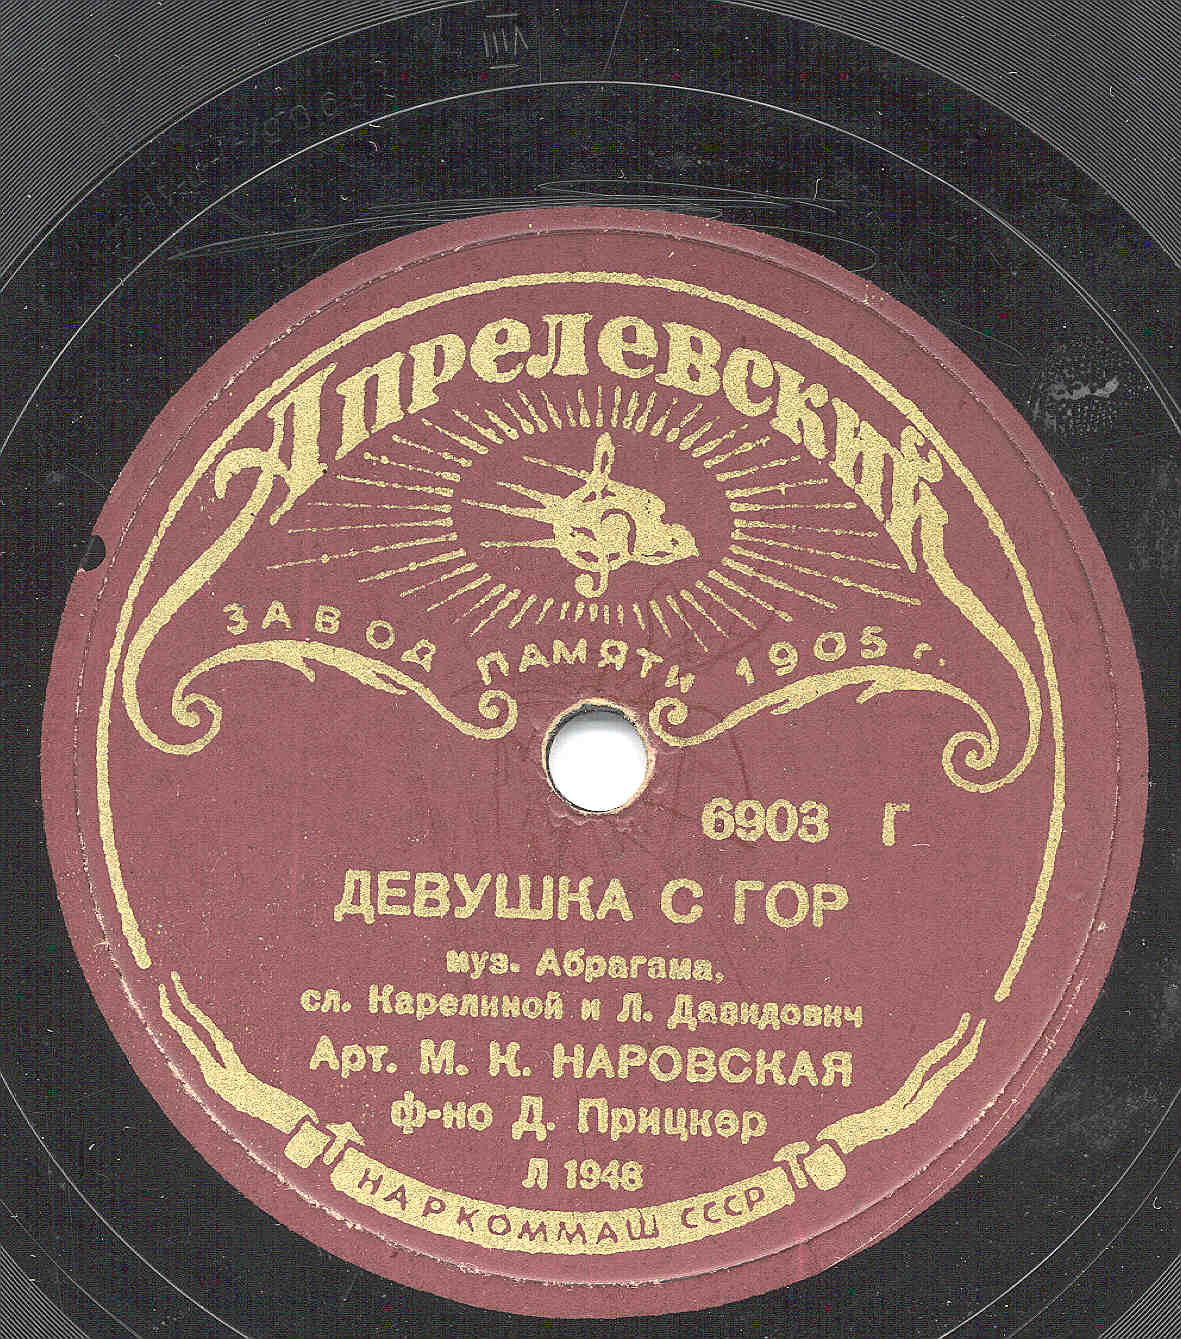 VIII
Апрелевский
ЗАВОД ПАМЯТИ 1905 г.
6903 Г
ДЕВУШКА С ГОР
муз. Абрагама,
сл. Карелиной и Л. Давидович
Арт. М. К. НАРОВСКАЯ
ф-но Д. Прицкер
Л 1948
НАРКОММАШ СССР